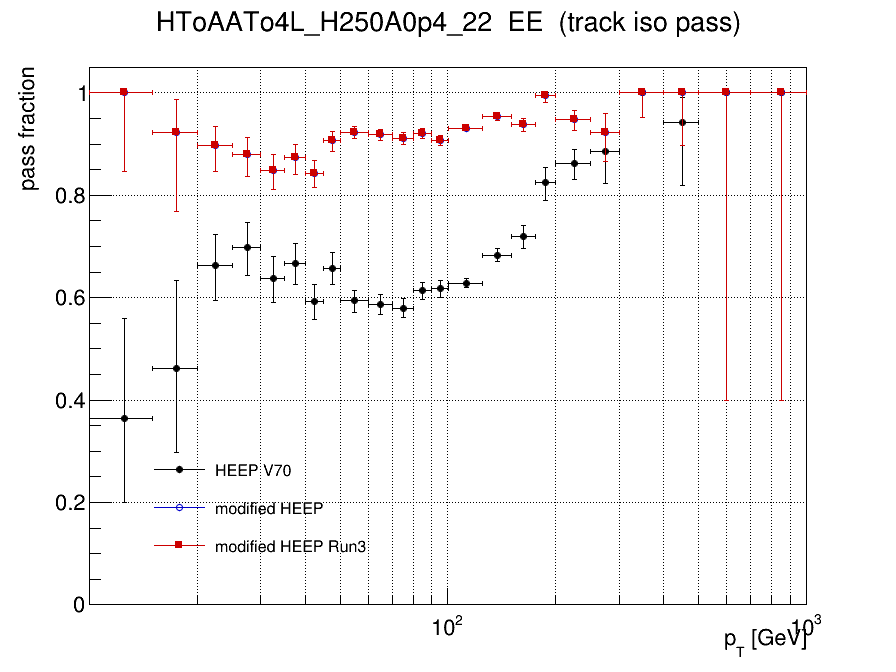 HToAATo4L_H250A0p4_22 EE (track iso pass)
pass fraction
1
0.8
0.6
0.4
0.2
0
HEEP V70
modified HEEP
modified HEEP Run3
10²
10³
p_T [GeV]